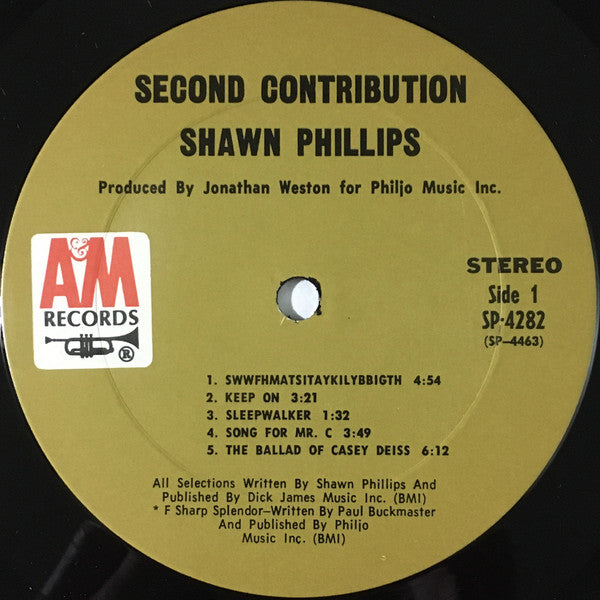 SECOND CONTRIBUTION
SHAWN PHILLIPS
Produced By Jonathan Weston for Philjo Music Inc.
A&M
RECORDS
®
STEREO
Side 1
SP-4282
(SP-4463)
1. SWWFHMATSITAYKILYBBIGTH 4:54
2. KEEP ON 3:21
3. SLEEPWALKER 1:32
4. SONG FOR MR. C 3:49
5. THE BALLAD OF CASEY DEISS 6:12
All Selections Written By Shawn Phillips And
Published By Dick James Music Inc. (BMI)
* F Sharp Splendor-Written By Paul Buckmaster
And Published By Philjo
Music Inc. (BMI)